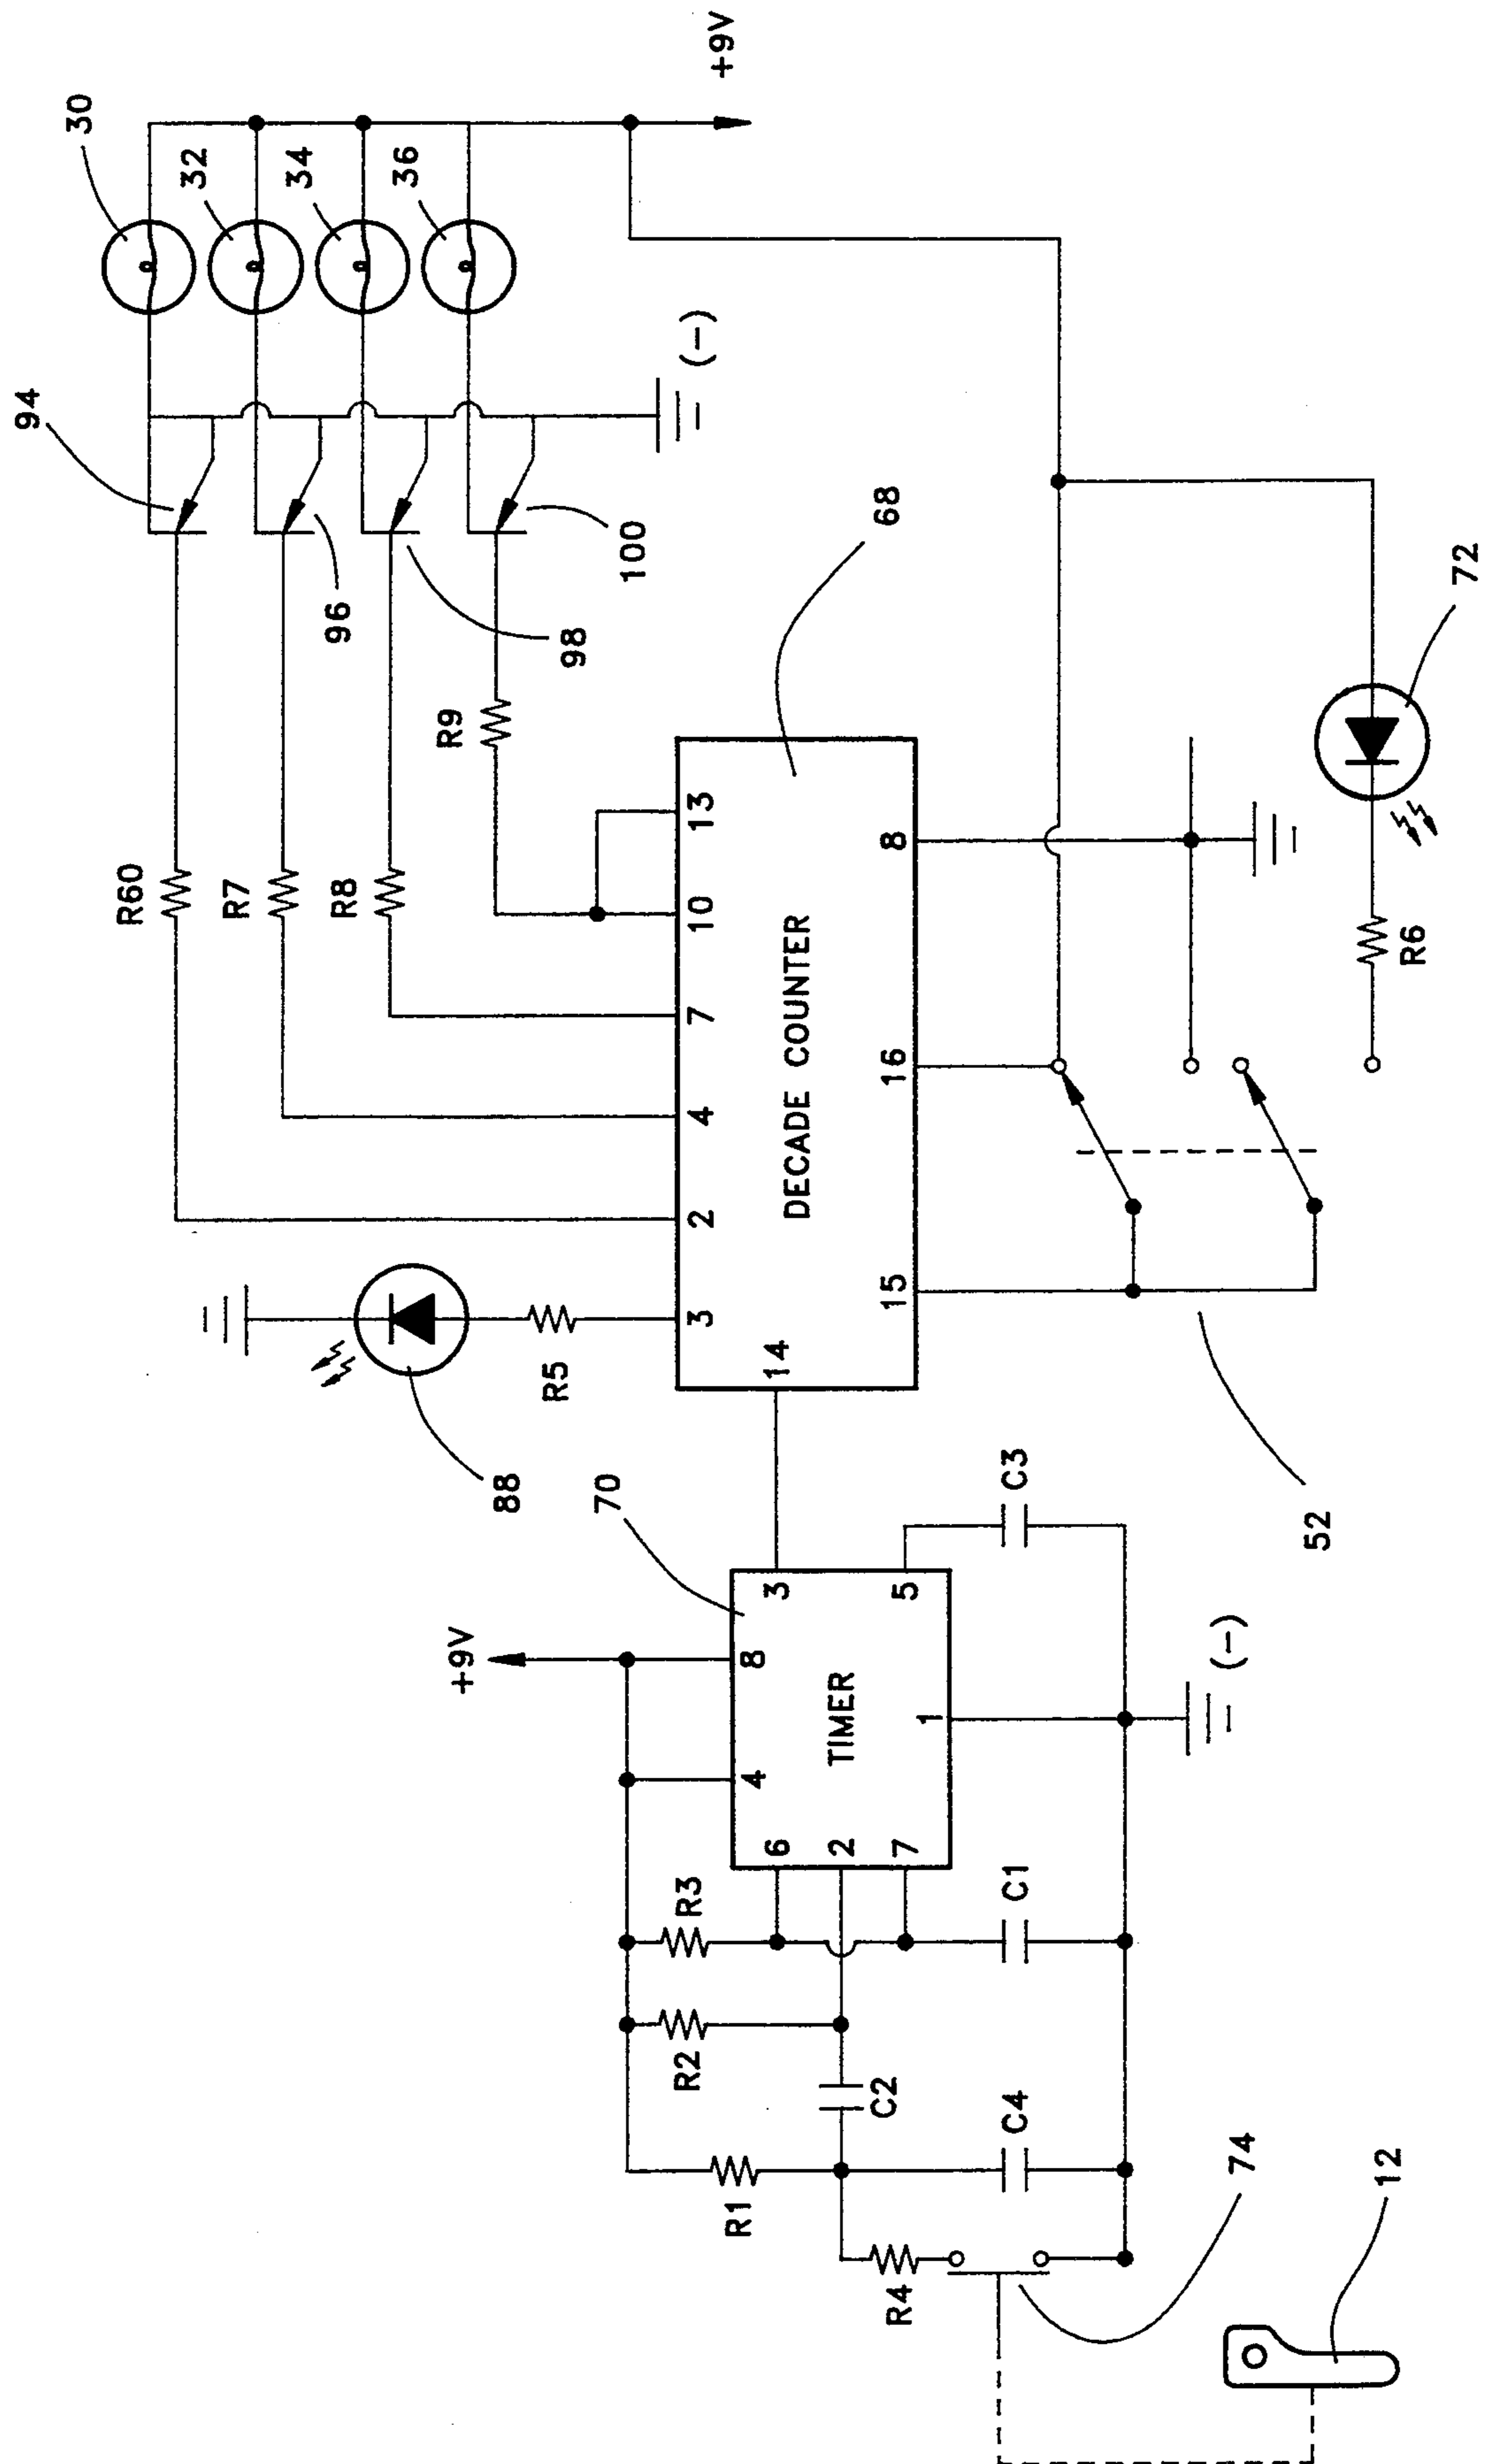 +9V
30
32
34
36
94
(-)
96
98
100
R60
R7
R8
R9
68
72
R6
DECADE COUNTER
3
2
4
7
10
13
14
15
16
8
88
R5
52
70
+9V
TIMER
3
5
8
4
1
6
2
7
C3
(-)
R3
R2
R1
C1
C2
C4
R4
74
12